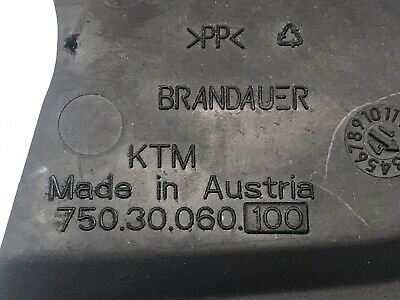 >PP<
BRANDAUER
KTM
Made in Austria
750.30.060.100